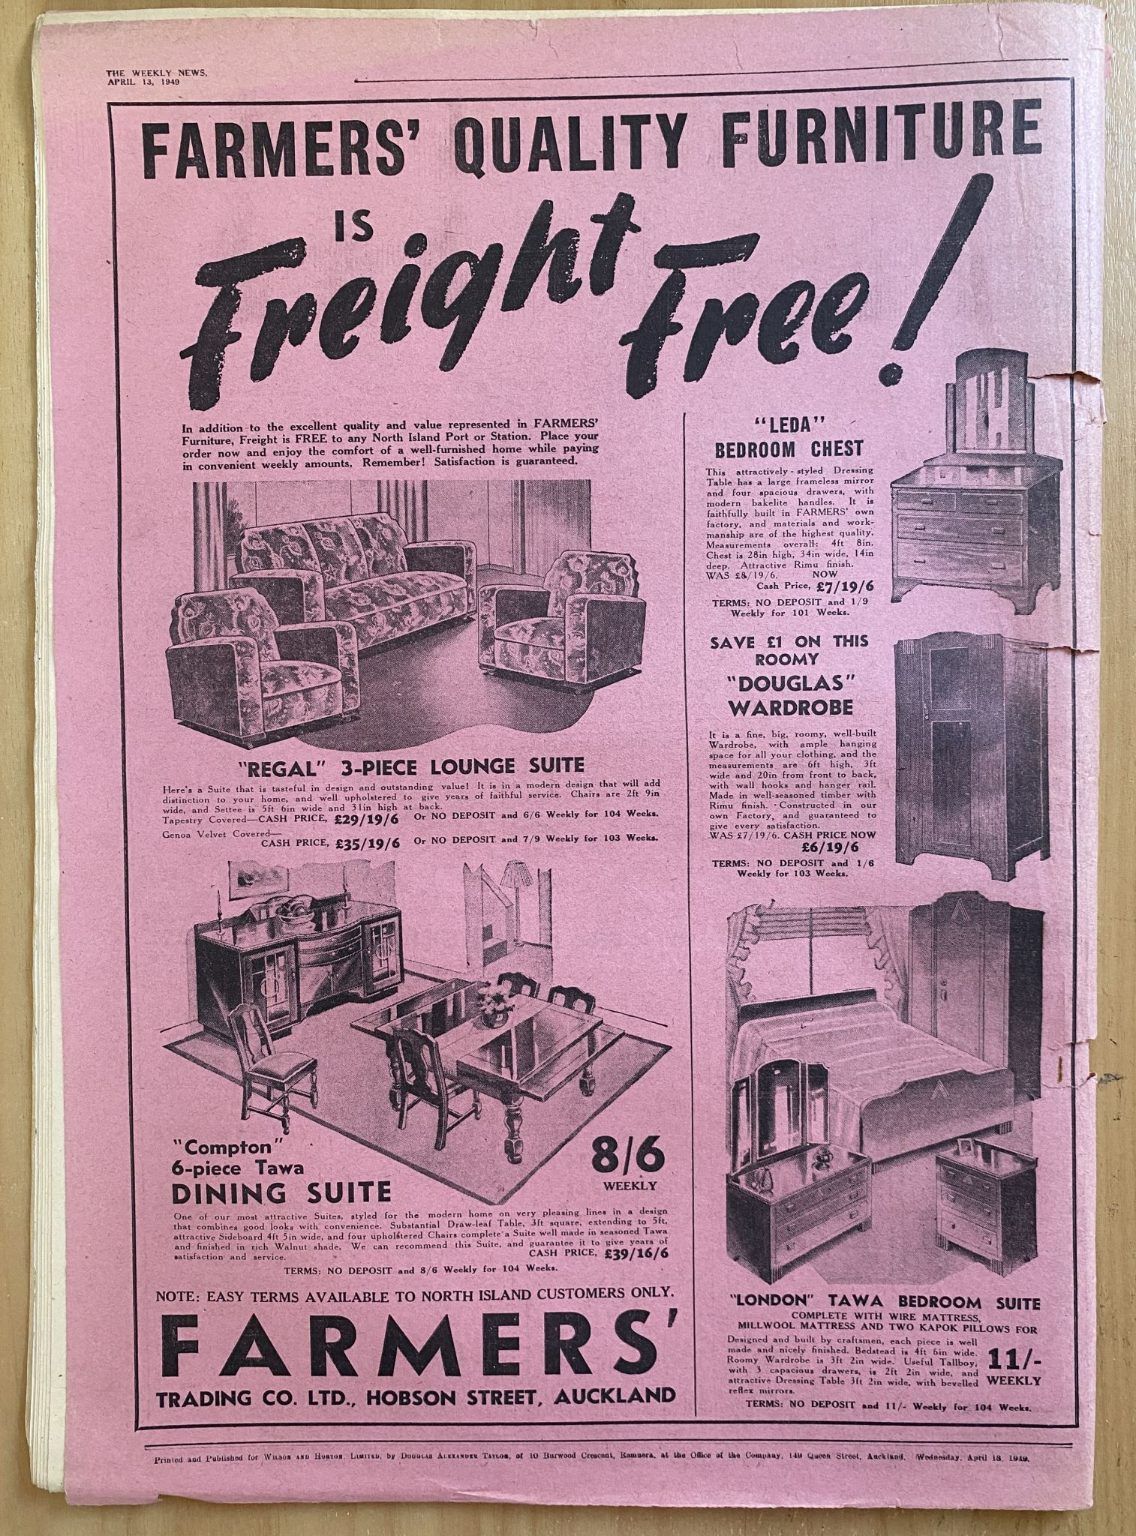 THE WEEKLY NEWS,
APRIL 13, 1949
FARMERS' QUALITY FURNITURE
IS
Freight Free!
In addition to the excellent quality and value represented in FARMERS'
Furniture, Freight is FREE to any North Island Port or Station. Place your
order now and enjoy the comfort of a well-furnished home while paying
in convenient weekly amounts. Remember! Satisfaction is guaranteed.
"REGAL" 3-PIECE LOUNGE SUITE
Here's a Suite that is tasteful in design and outstanding value! It is in a modern design that will add
distinction to your home, and well upholstered to give years of faithful service. Chairs are 2ft 9in
wide, and Settee is 5ft 6in wide and 31in high at back.
Tapestry Covered—CASH PRICE, £29/19/6 Or NO DEPOSIT and 6/6 Weekly for 104 Weeks.
Genoa Velvet Covered—
CASH PRICE, £35/19/6 Or NO DEPOSIT and 7/9 Weekly for 103 Weeks.
"Compton"
6-piece Tawa
DINING SUITE
8/6
WEEKLY
One of our most attractive Suites, styled for the modern home on very pleasing lines in a design
that combines good looks with convenience. Substantial Draw-leaf Table, 3ft square, extending to 5ft,
attractive Sideboard 4ft 5in wide, and four upholstered Chairs complete a Suite well made in seasoned Tawa
and finished in rich Walnut shade. We can recommend this Suite, and guarantee it to give years of
satisfaction and service. CASH PRICE, £39/16/6
TERMS: NO DEPOSIT and 8/6 Weekly for 104 Weeks.
NOTE: EASY TERMS AVAILABLE TO NORTH ISLAND CUSTOMERS ONLY.
FARMERS'
TRADING CO. LTD., HOBSON STREET, AUCKLAND
"LEDA"
BEDROOM CHEST
This attractively-styled Dressing
Table has a large frameless mirror
and four spacious drawers, with
modern bakelite handles. It is
faithfully built in FARMERS' own
factory, and materials and work-
manship are of the highest quality.
Measurements overall: 4ft 8in.
Chest is 28in high, 34in wide, 14in
deep. Attractive Rimu finish.
WAS £8/19/6. NOW
Cash Price, £7/19/6
TERMS: NO DEPOSIT and 1/9
Weekly for 101 Weeks.
SAVE £1 ON THIS
ROOMY
"DOUGLAS"
WARDROBE
It is a fine, big, roomy, well-built
Wardrobe, with ample hanging
space for all your clothing, and the
measurements are 6ft high, 3ft
wide and 20in from front to back,
with wall hooks and hanger rail.
Made in well-seasoned timber with
Rimu finish. Constructed in our
own Factory, and guaranteed to
give every satisfaction.
WAS £7/19/6. CASH PRICE NOW
£6/19/6
TERMS: NO DEPOSIT and 1/6
Weekly for 103 Weeks.
"LONDON" TAWA BEDROOM SUITE
COMPLETE WITH WIRE MATTRESS,
MILLWOOL MATTRESS AND TWO KAPOK PILLOWS FOR
Designed and built by craftsmen, each piece is well
made and nicely finished. Bedstead is 4ft 6in wide.
Roomy Wardrobe is 3ft 2in wide. Useful Tallboy,
with 3 capacious drawers, is 2ft 2in wide, and
attractive Dressing Table 3ft 2in wide, with bevelled
reflex mirrors.
11/-
WEEKLY
TERMS: NO DEPOSIT and 11/- Weekly for 104 Weeks.
Printed and Published for WILSON AND HORTON LIMITED, by DOUGLAS ALEXANDER TAYLOR, of 10 Burwood Crescent, Remuera, at the Office of the Company, 149 Queen Street, Auckland. Wednesday, April 13, 1949.